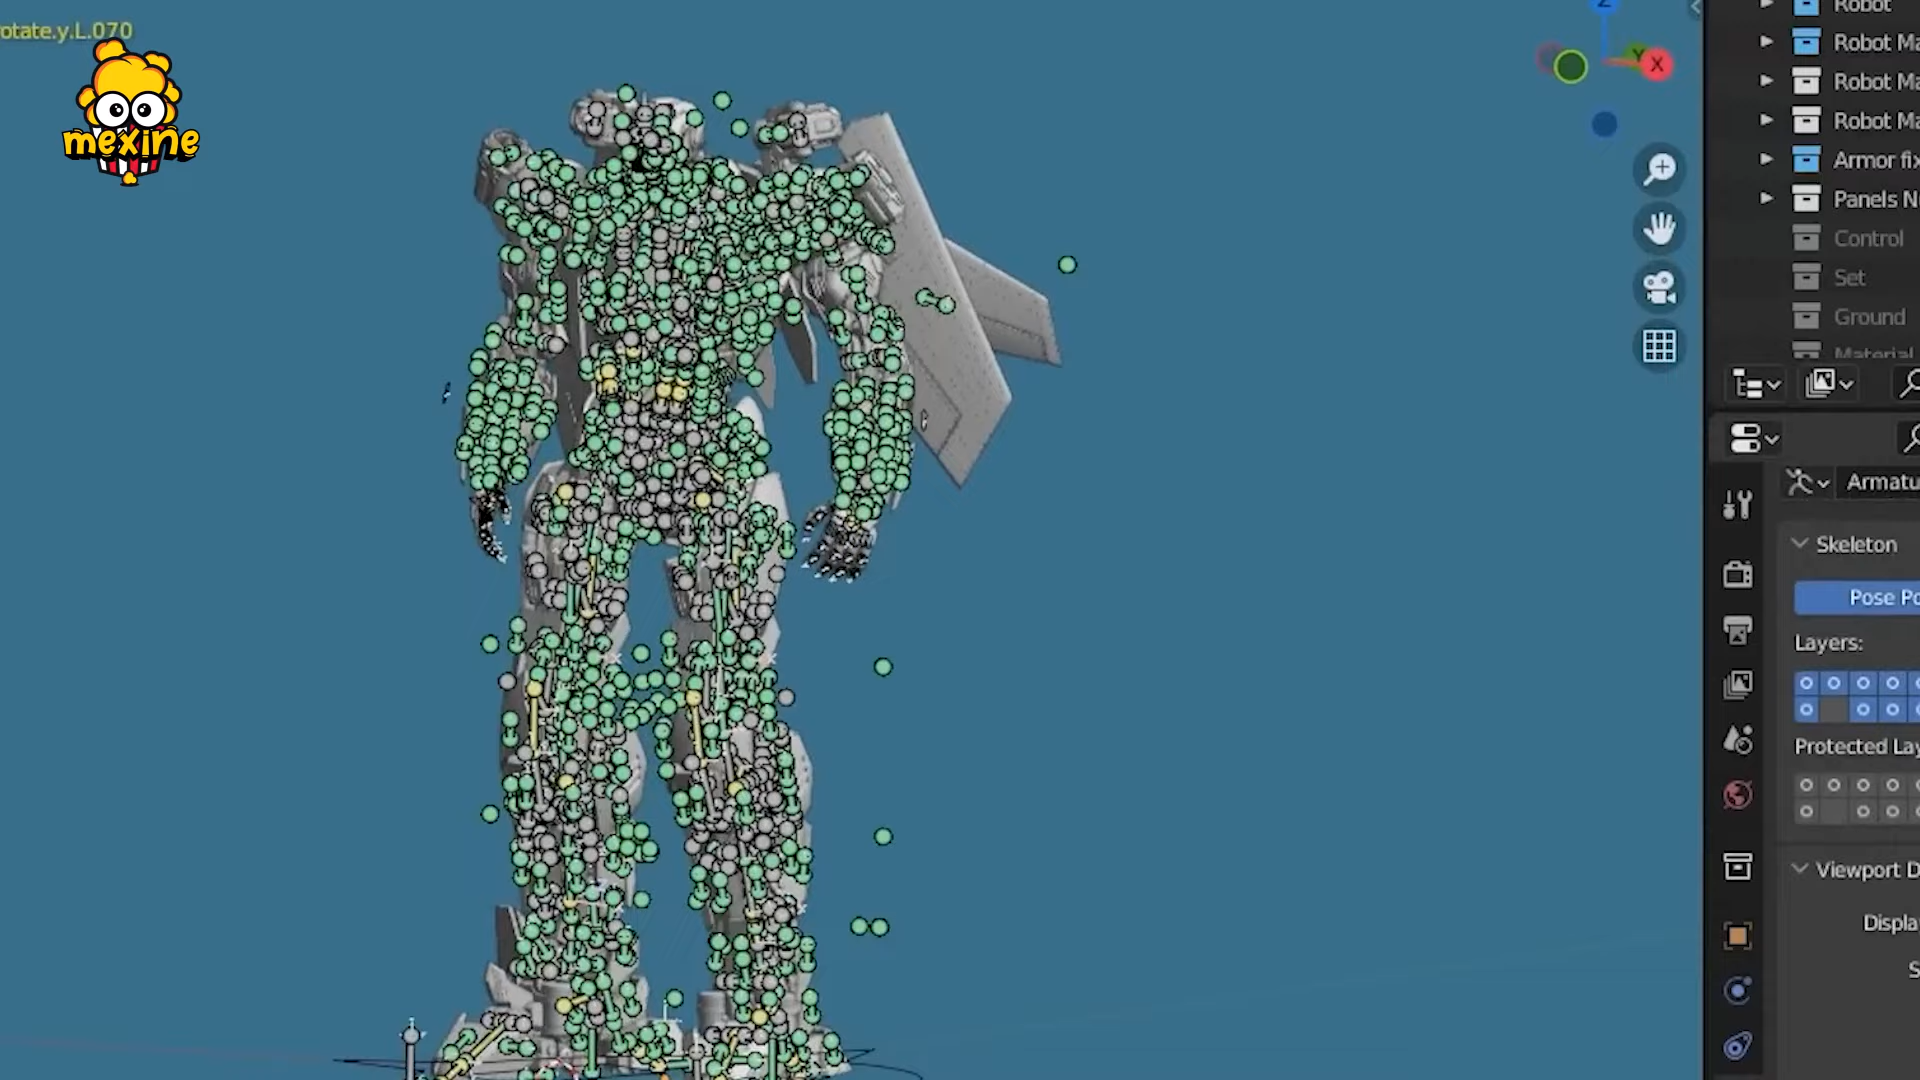 otate.y.L.070
mexine
Z
Y
X
Robot
Robot Ma
Robot Ma
Robot Ma
Armor fix
Panels N
Control
Set
Ground
Material
Armatu
Skeleton
Pose Po
Layers:
Protected Lay
Viewport D
Displa
S